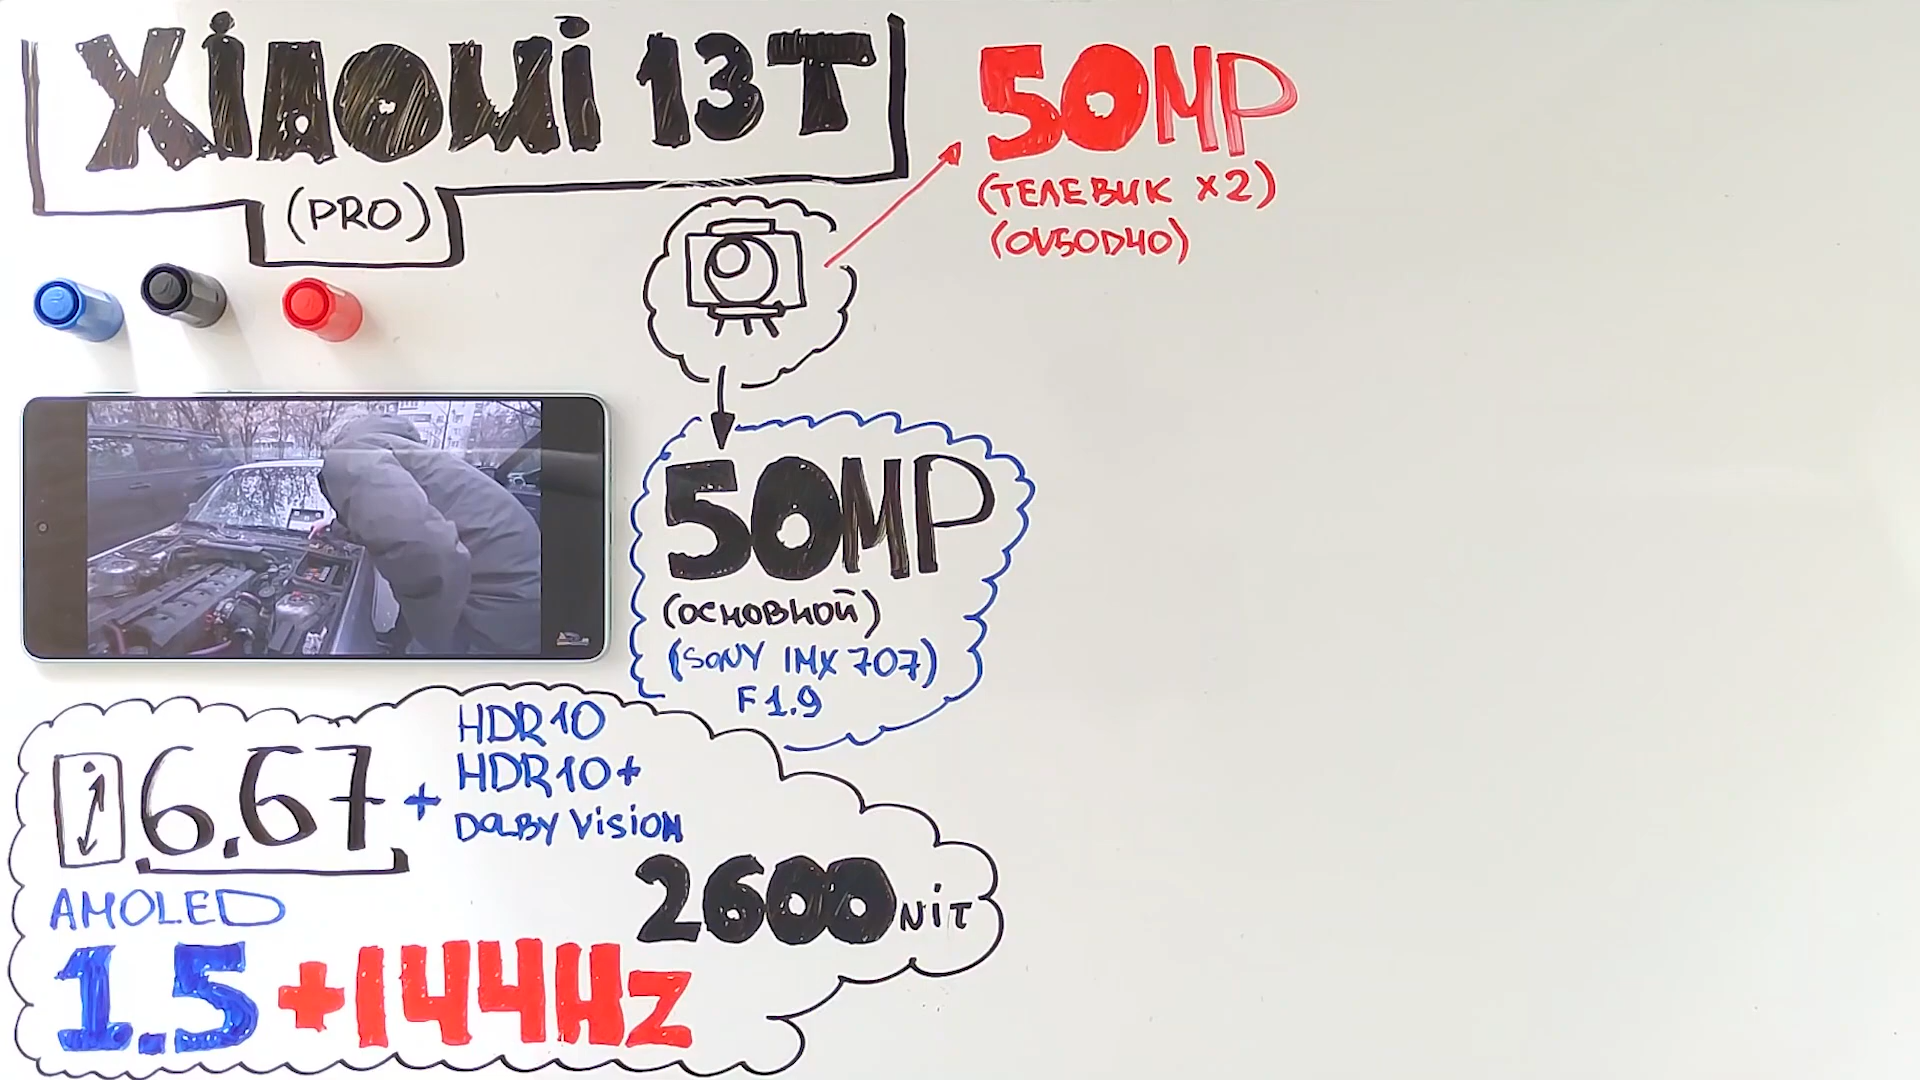 Xiaomi 13T
(PRO)
50MP
(ТЕЛЕВИК X2)
(OV50D40)
50MP
(ОСНОВНОЙ)
(SONY IMX 707)
F1.9
6.67
+
HDR10
HDR10+
DOLBY VISION
AMOLED
2600 NIT
1.5+144HZ